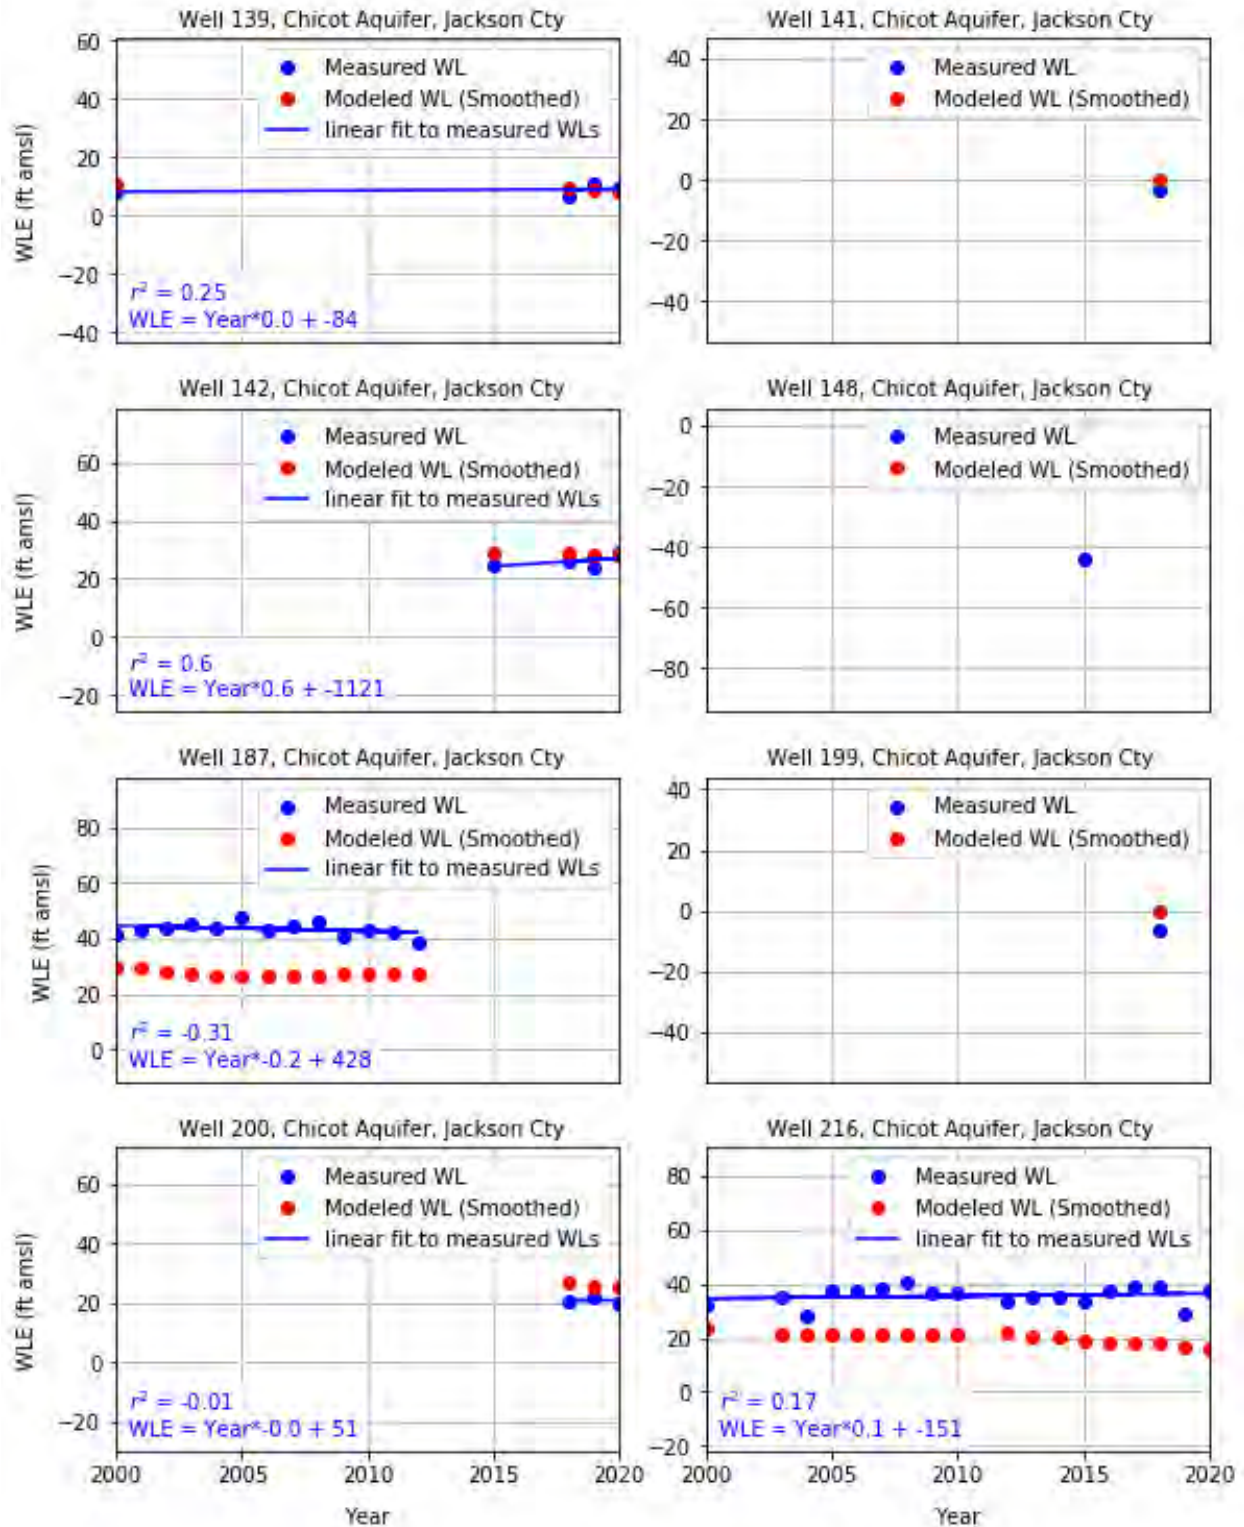 Well 139, Chicot Aquifer, Jackson Cty
60
40
20
0
−20
−40
WLE (ft amsl)
Measured WL
Modeled WL (Smoothed)
linear fit to measured WLs
r² = 0.25
WLE = Year*0.0 + -84
Well 141, Chicot Aquifer, Jackson Cty
40
20
0
−20
−40
Measured WL
Modeled WL (Smoothed)
Well 142, Chicot Aquifer, Jackson Cty
60
40
20
0
−20
WLE (ft amsl)
Measured WL
Modeled WL (Smoothed)
linear fit to measured WLs
r² = 0.6
WLE = Year*0.6 + -1121
Well 148, Chicot Aquifer, Jackson Cty
0
−20
−40
−60
−80
Measured WL
Modeled WL (Smoothed)
Well 187, Chicot Aquifer, Jackson Cty
80
60
40
20
0
WLE (ft amsl)
Measured WL
Modeled WL (Smoothed)
linear fit to measured WLs
r² = -0.31
WLE = Year*-0.2 + 428
Well 199, Chicot Aquifer, Jackson Cty
40
20
0
−20
−40
Measured WL
Modeled WL (Smoothed)
Well 200, Chicot Aquifer, Jackson Cty
60
40
20
0
−20
WLE (ft amsl)
Measured WL
Modeled WL (Smoothed)
linear fit to measured WLs
r² = -0.01
WLE = Year*-0.0 + 51
2000 2005 2010 2015 2020
Year
Well 216, Chicot Aquifer, Jackson Cty
80
60
40
20
0
−20
Measured WL
Modeled WL (Smoothed)
linear fit to measured WLs
r² = 0.17
WLE = Year*0.1 + -151
2000 2005 2010 2015 2020
Year